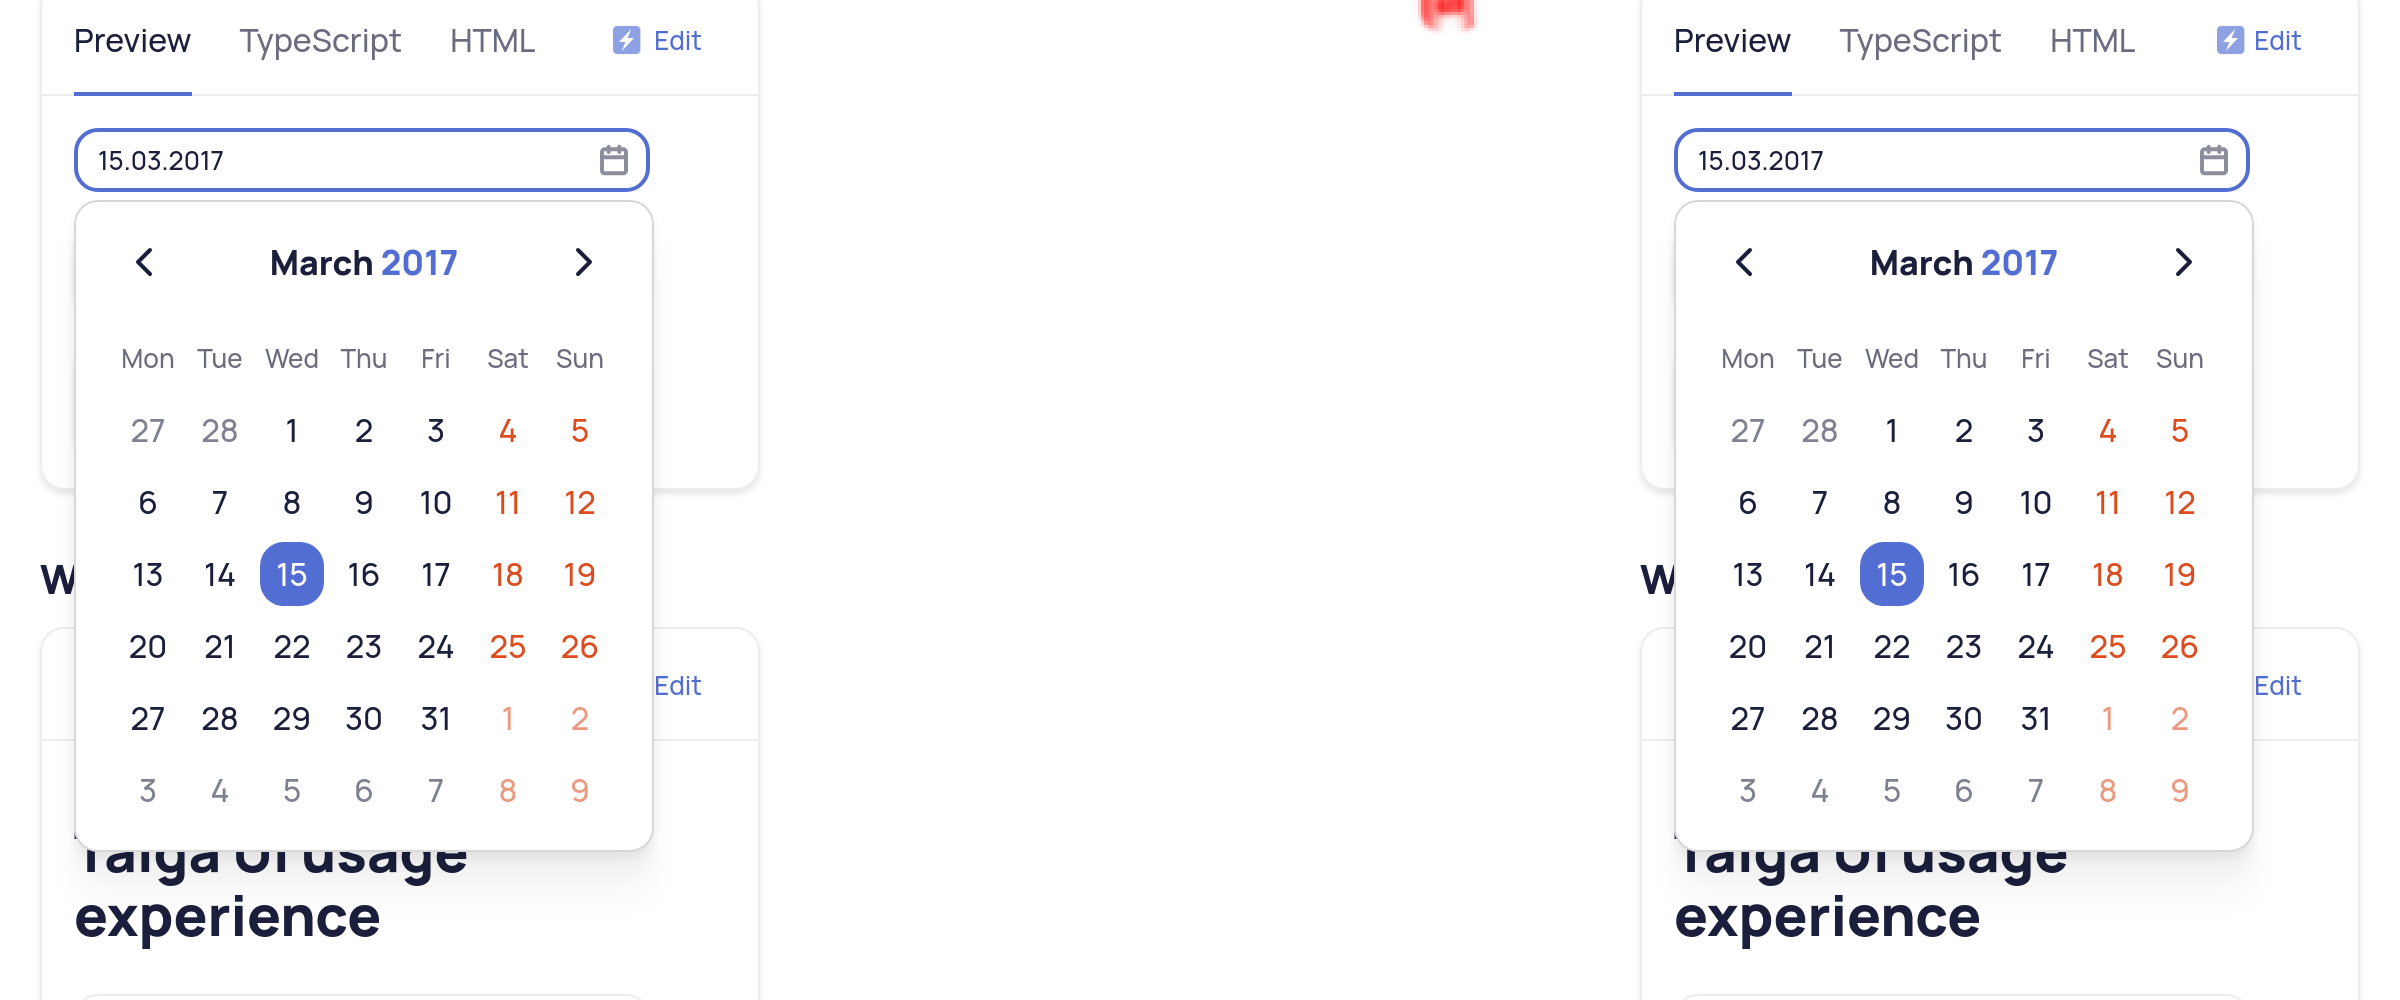 Preview TypeScript HTML Edit
15.03.2017
March 2017
Mon Tue Wed Thu Fri Sat Sun
27 28 1 2 3 4 5
6 7 8 9 10 11 12
13 14 15 16 17 18 19
20 21 22 23 24 25 26
27 28 29 30 31 1 2
3 4 5 6 7 8 9
W
Edit
Taiga UI usage
experience
Preview TypeScript HTML Edit
15.03.2017
March 2017
Mon Tue Wed Thu Fri Sat Sun
27 28 1 2 3 4 5
6 7 8 9 10 11 12
13 14 15 16 17 18 19
20 21 22 23 24 25 26
27 28 29 30 31 1 2
3 4 5 6 7 8 9
W
Edit
Taiga UI usage
experience